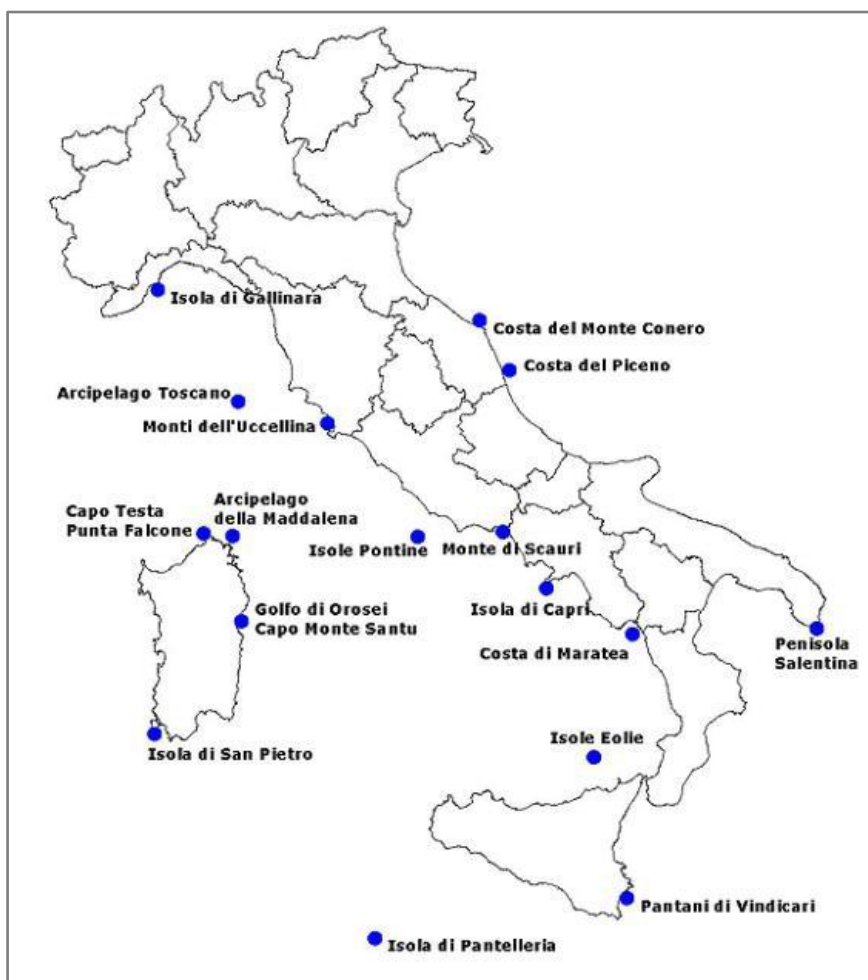 Isola di Gallinara
Costa del Monte Conero
Costa del Piceno
Arcipelago Toscano
Monti dell'Uccellina
Capo Testa
Punta Falcone
Arcipelago
della Maddalena
Isole Pontine
Monte di Scauri
Isola di Capri
Golfo di Orosei
Capo Monte Santu
Costa di Maratea
Penisola
Salentina
Isola di San Pietro
Isole Eolie
Pantani di Vindicari
Isola di Pantelleria